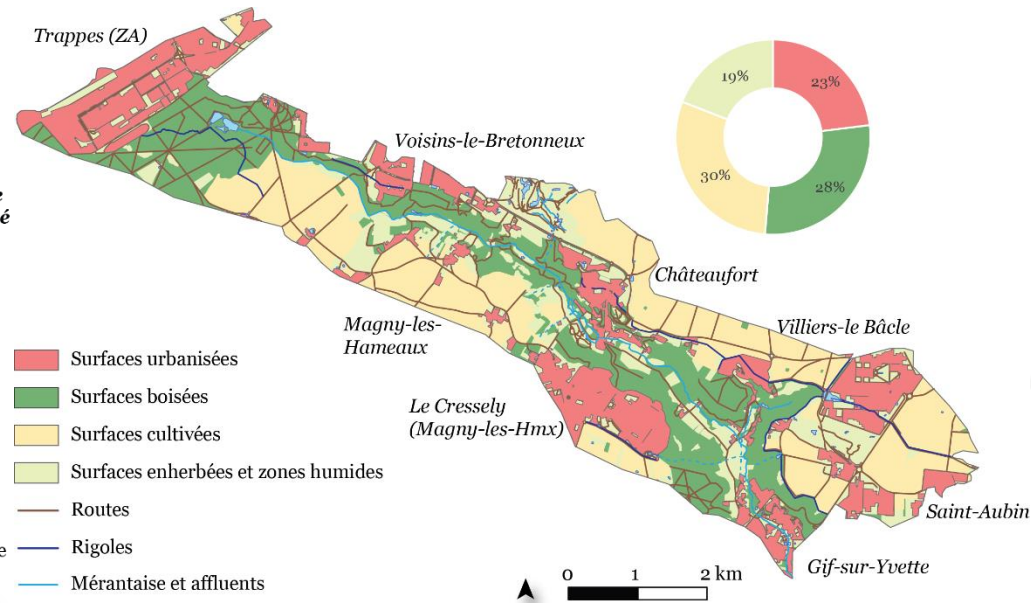 Trappes (ZA)
Voisins-le-Bretonneux
19%
23%
30%
28%
é
Châteaufort
Magny-les-
Hameaux
Villiers-le Bâcle
Le Cressely
(Magny-les-Hmx)
Saint-Aubin
Gif-sur-Yvette
Surfaces urbanisées
Surfaces boisées
Surfaces cultivées
Surfaces enherbées et zones humides
Routes
e
Rigoles
Mérantaise et affluents
0 1 2 km